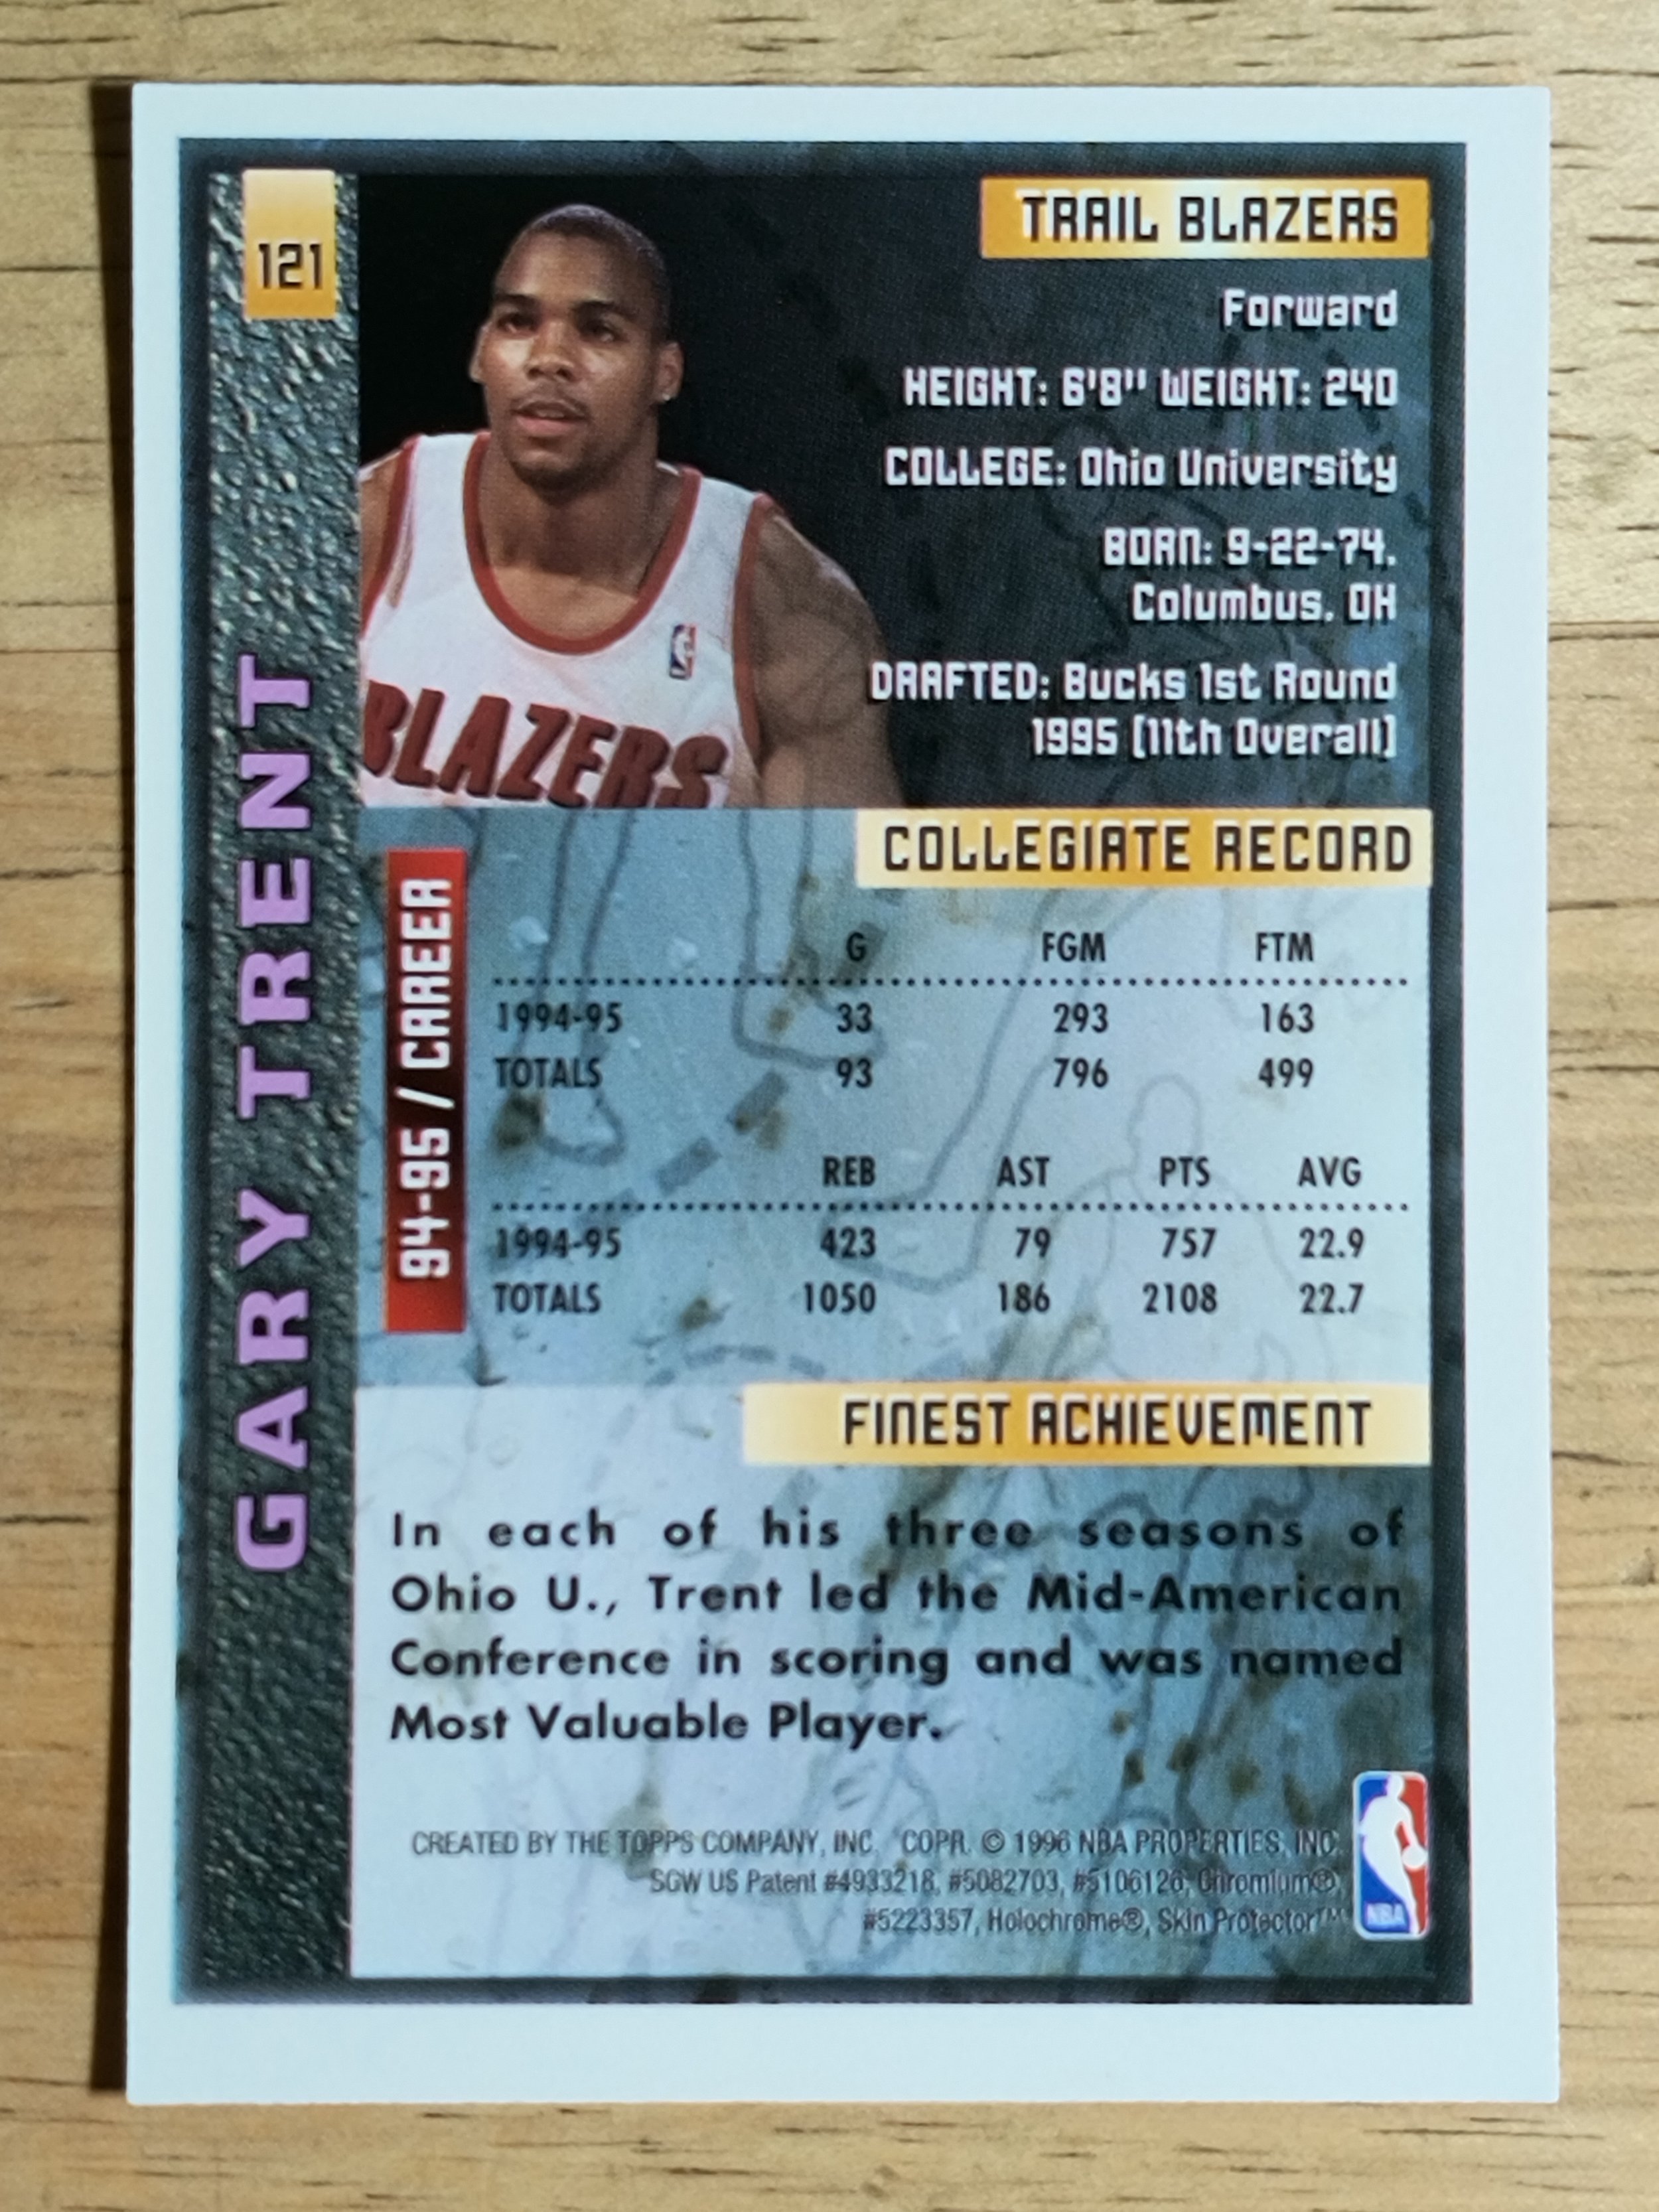 121
TRAIL BLAZERS
Forward
HEIGHT: 6'8" WEIGHT: 240
COLLEGE: Ohio University
BORN: 9-22-74,
Columbus, OH
DRAFTED: Bucks 1st Round
1995 (11th Overall)
BLAZERS
GARY TRENT
COLLEGIATE RECORD
94-95 / CAREER
G FGM FTM
1994-95 33 293 163
TOTALS 93 796 499
REB AST PTS AVG
1994-95 423 79 757 22.9
TOTALS 1050 186 2108 22.7
FINEST ACHIEVEMENT
In each of his three seasons of
Ohio U., Trent led the Mid-American
Conference in scoring and was named
Most Valuable Player.
CREATED BY THE TOPPS COMPANY, INC. COPR. © 1996 NBA PROPERTIES, INC.
SGW US Patent #4933218, #5082703, #5106126, Chromium®,
#5223357, Holochrome®, Skin Protector™
NBA